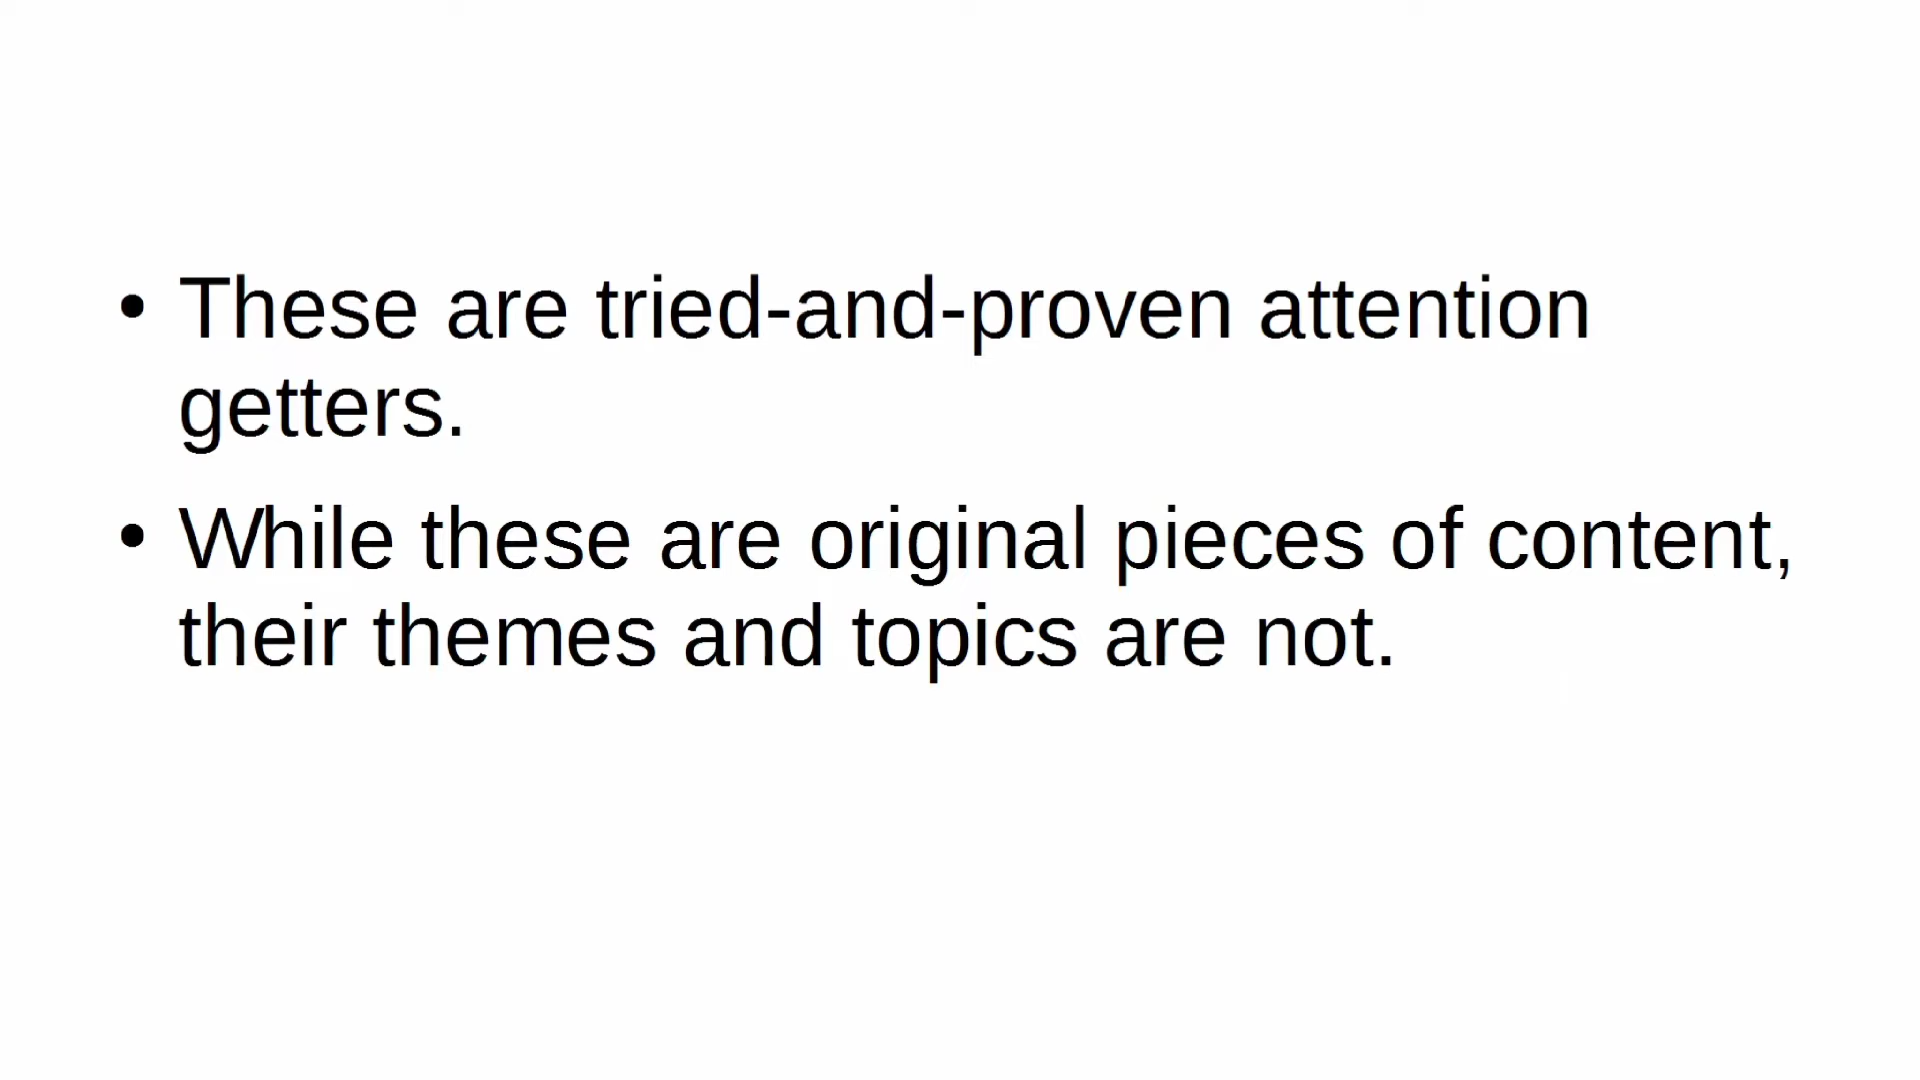 • These are tried-and-proven attention
getters.
• While these are original pieces of content,
their themes and topics are not.